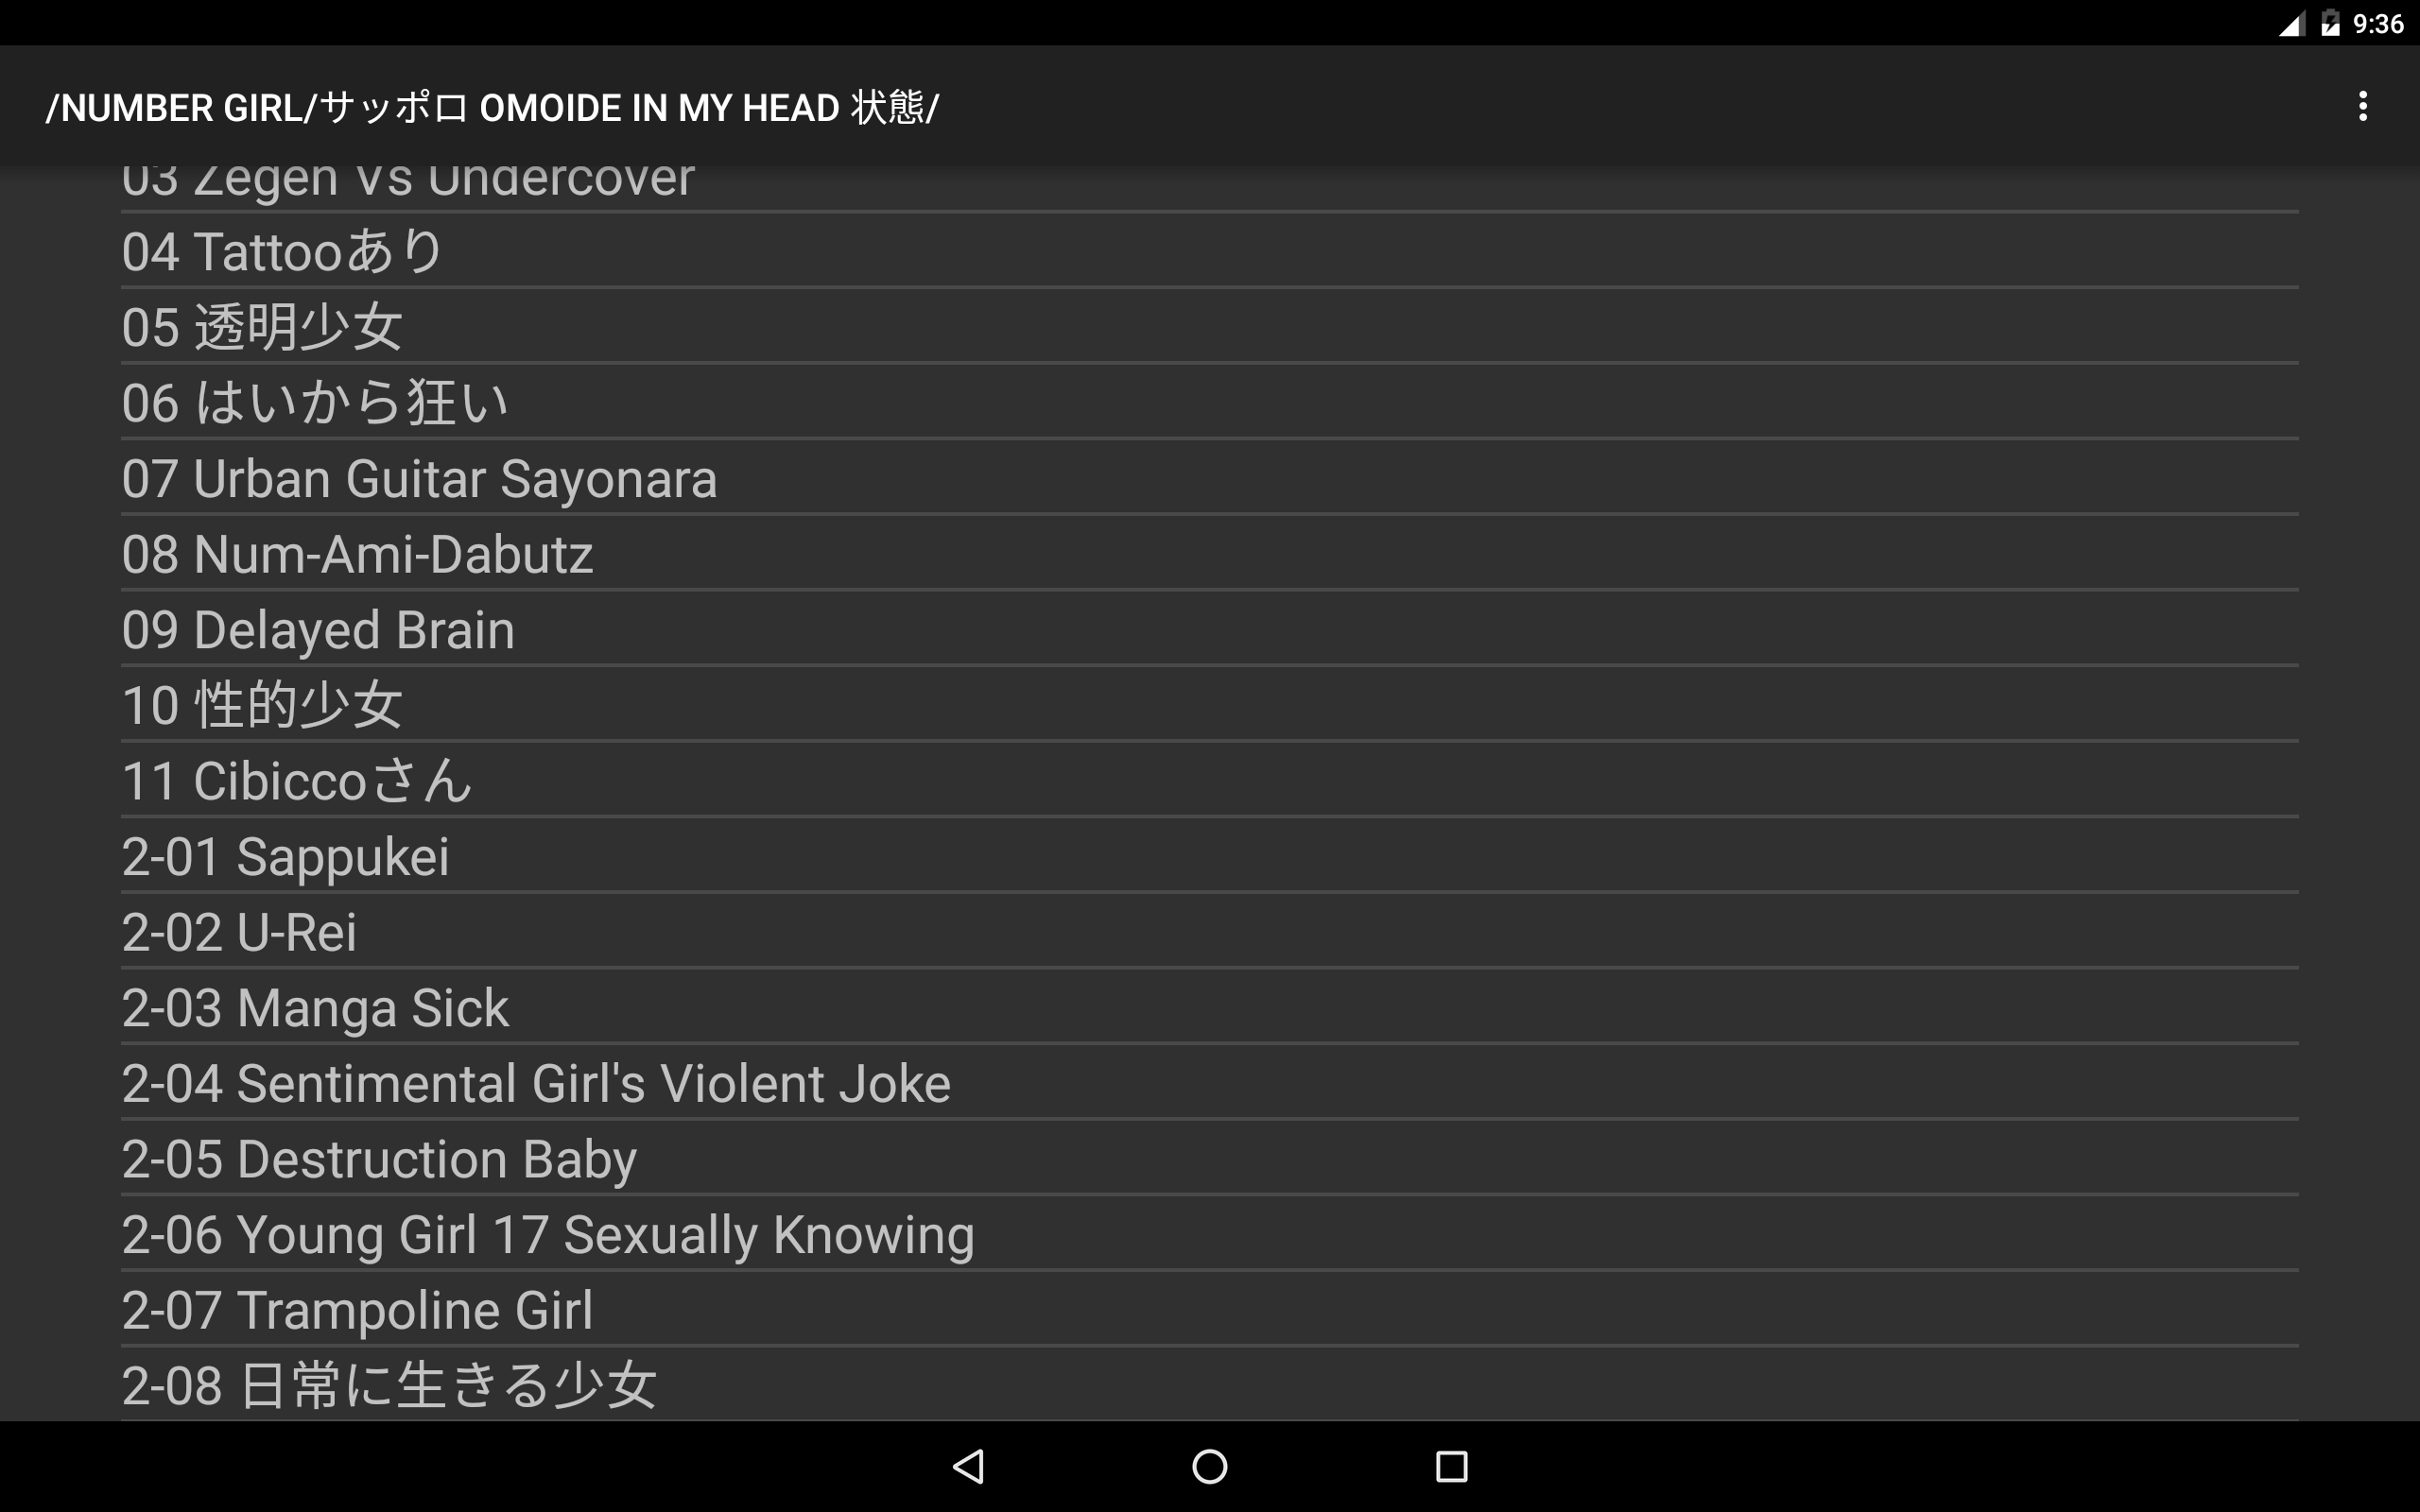 9:36
/NUMBER GIRL/サッポロ OMOIDE IN MY HEAD 状態/
03 Zegen Vs Undercover
04 Tattooあり
05 透明少女
06 はいから狂い
07 Urban Guitar Sayonara
08 Num-Ami-Dabutz
09 Delayed Brain
10 性的少女
11 Cibiccoさん
2-01 Sappukei
2-02 U-Rei
2-03 Manga Sick
2-04 Sentimental Girl's Violent Joke
2-05 Destruction Baby
2-06 Young Girl 17 Sexually Knowing
2-07 Trampoline Girl
2-08 日常に生きる少女